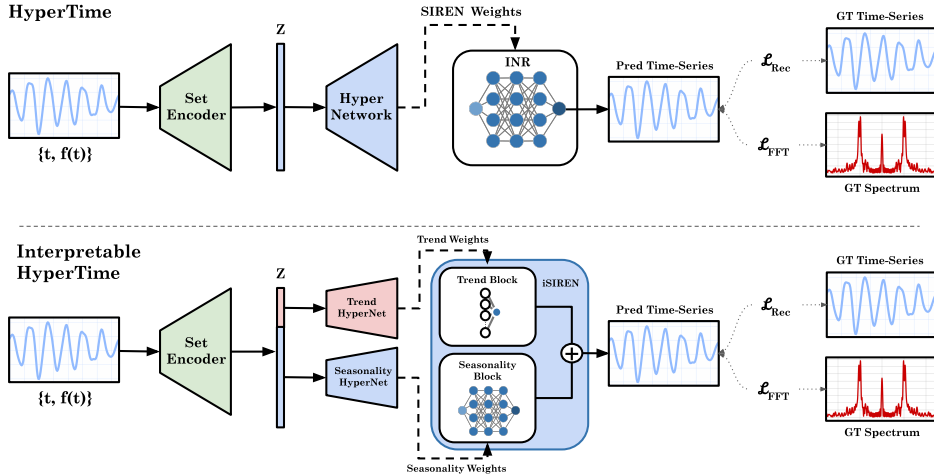 HyperTime
SIREN Weights
GT Time-Series
Z
INR
Pred Time-Series
Set
Encoder
Hyper
Network
ℒRec
{t, f(t)}
ℒFFT
GT Spectrum
Interpretable
HyperTime
Trend Weights
GT Time-Series
Z
Trend Block
iSIREN
Trend
HyperNet
Pred Time-Series
ℒRec
Set
Encoder
Seasonality
HyperNet
Seasonality
Block
{t, f(t)}
ℒFFT
GT Spectrum
Seasonality Weights